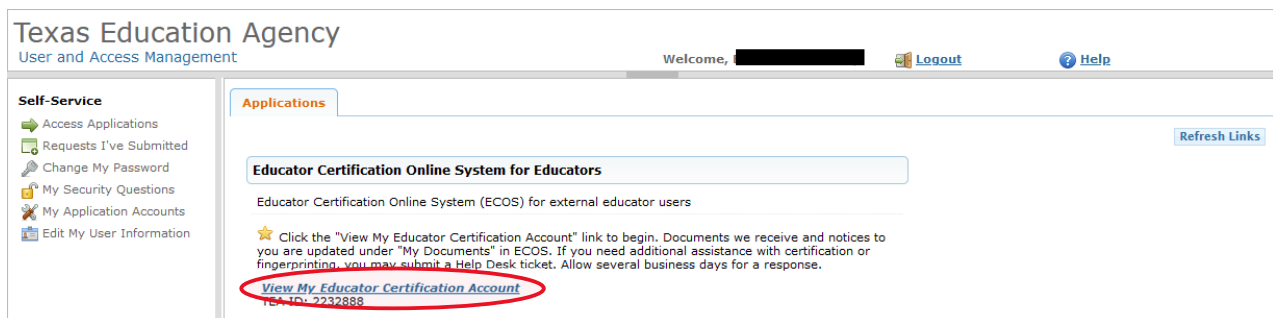 Texas Education Agency
User and Access Management
Welcome,
Logout
Help
Self-Service
Access Applications
Requests I've Submitted
Change My Password
My Security Questions
My Application Accounts
Edit My User Information
Applications
Refresh Links
Educator Certification Online System for Educators
Educator Certification Online System (ECOS) for external educator users
Click the "View My Educator Certification Account" link to begin. Documents we receive and notices to
you are updated under "My Documents" in ECOS. If you need additional assistance with certification or
fingerprinting, you may submit a Help Desk ticket. Allow several business days for a response.
View My Educator Certification Account
TEA ID: 2232888